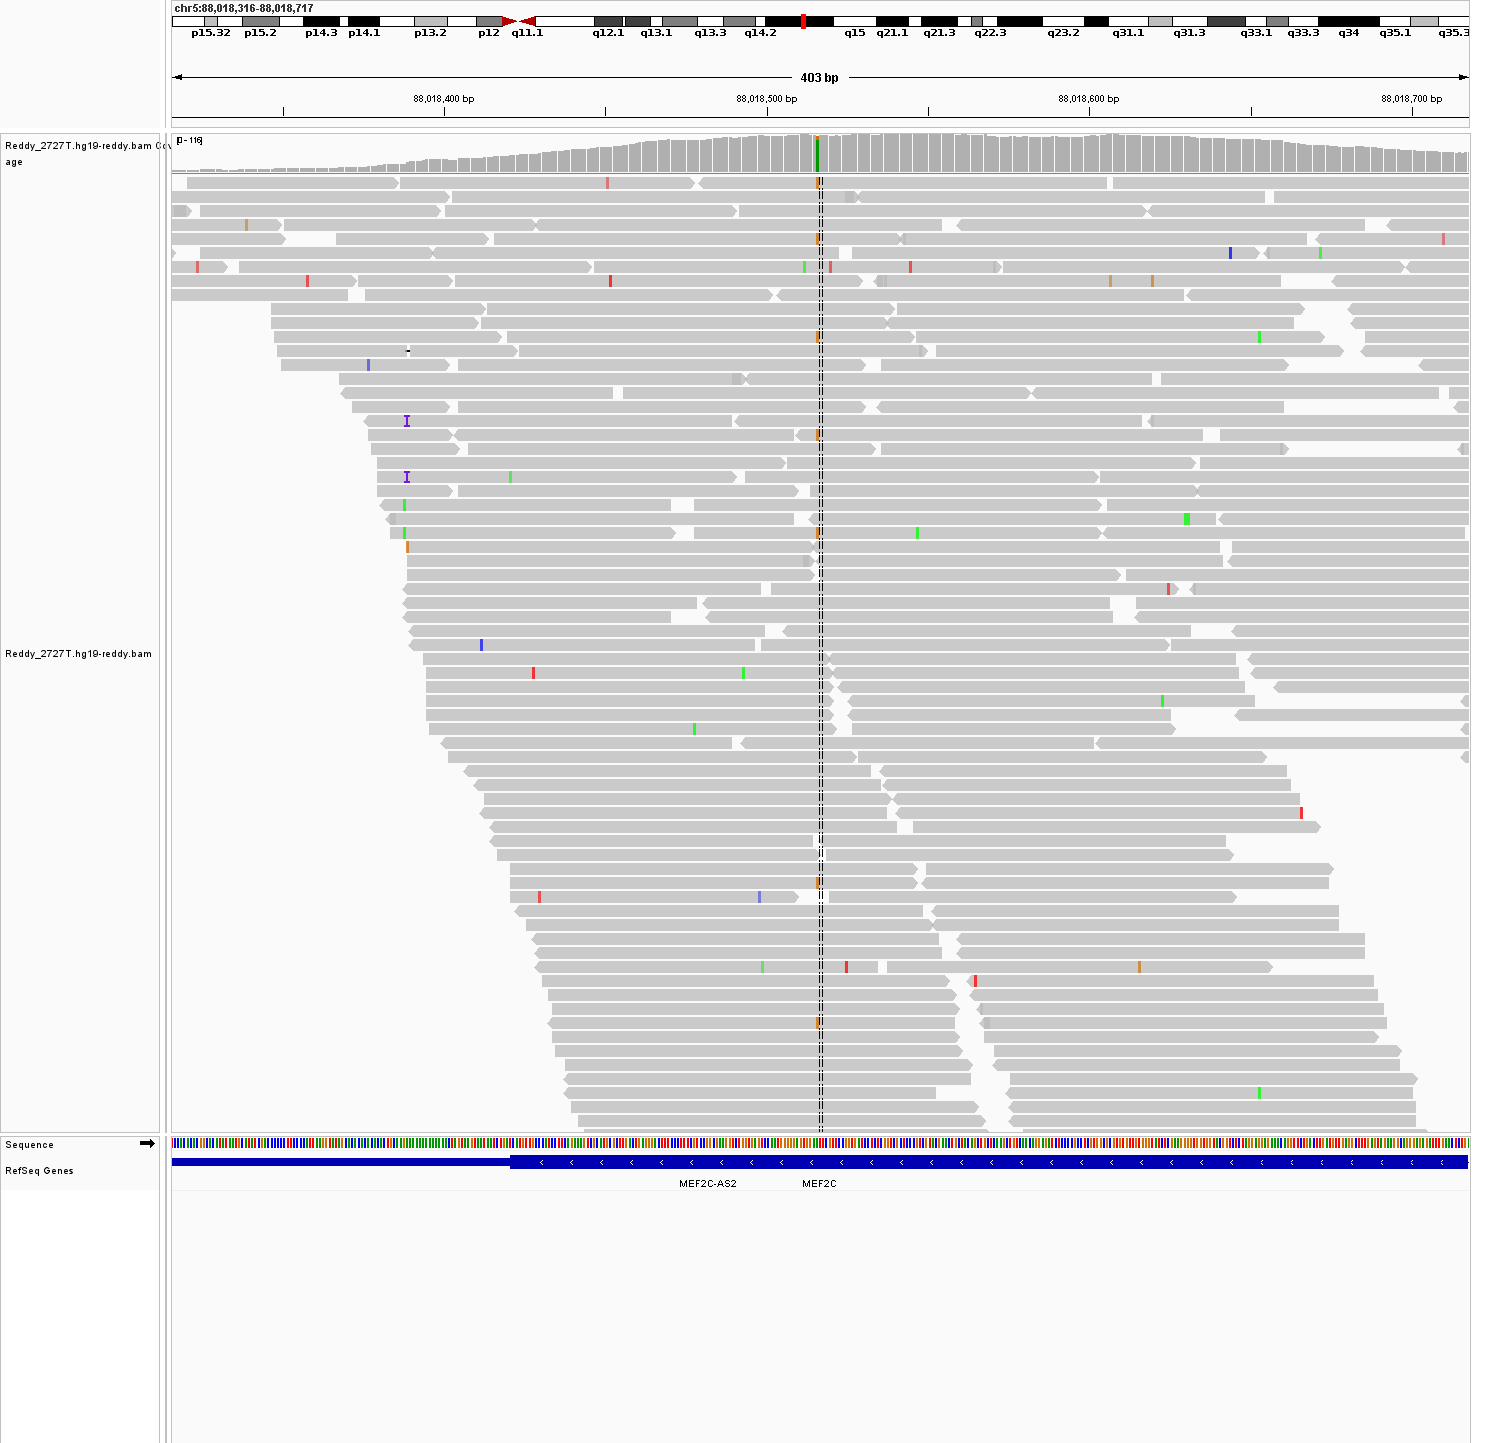 chr5:88,018,316-88,018,717
p15.32 p15.2 p14.3 p14.1 p13.2 p12 q11.1 q12.1 q13.1 q13.3 q14.2 q15 q21.1 q21.3 q22.3 q23.2 q31.1 q31.3 q33.1 q33.3 q34 q35.1 q35.3
403 bp
88,018,400 bp 88,018,500 bp 88,018,600 bp 88,018,700 bp
[0 - 116]
Reddy_2727T.hg19-reddy.bam Cov
age
Reddy_2727T.hg19-reddy.bam
Sequence
RefSeq Genes
MEF2C-AS2 MEF2C